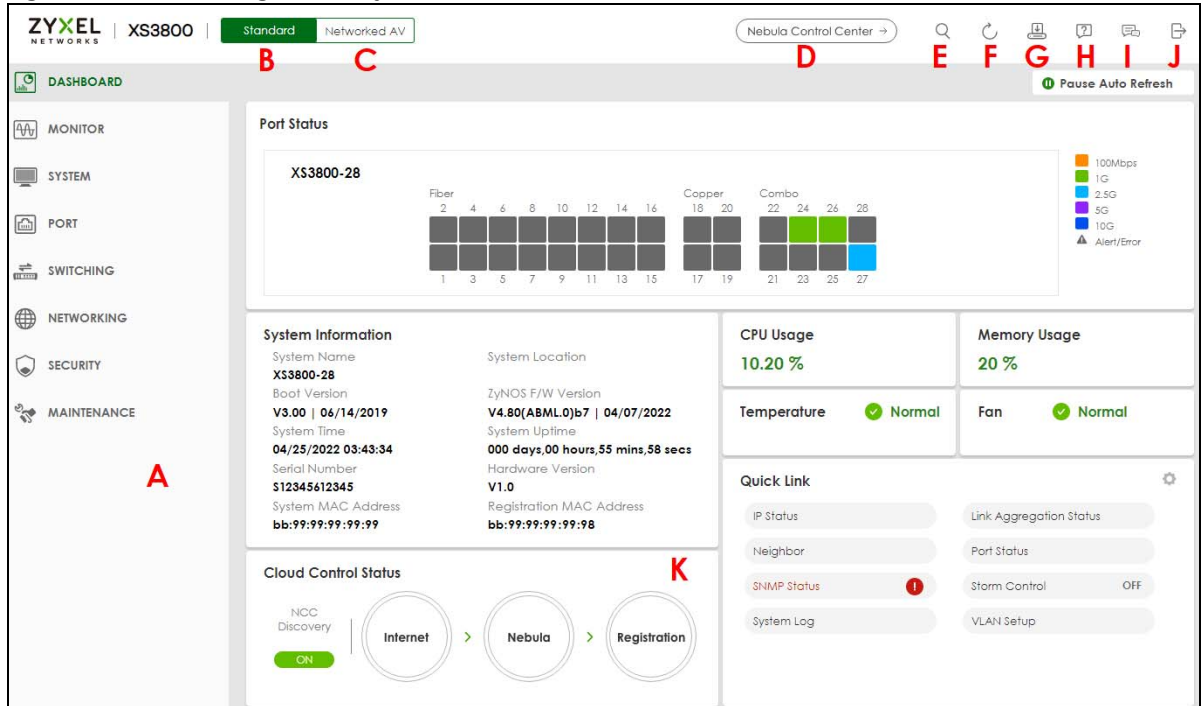 ZYXEL
NETWORKS
XS3800
Standard
Networked AV
Nebula Control Center →
B
C
D
E
F
G
H
I
J
DASHBOARD
Pause Auto Refresh
MONITOR
SYSTEM
PORT
SWITCHING
NETWORKING
SECURITY
MAINTENANCE
A
Port Status
XS3800-28
Fiber
Copper
Combo
2 4 6 8 10 12 14 16 18 20 22 24 26 28
1 3 5 7 9 11 13 15 17 19 21 23 25 27
100Mbps
1G
2.5G
5G
10G
Alert/Error
System Information
System Name
System Location
XS3800-28
Boot Version
ZyNOS F/W Version
V3.00 | 06/14/2019
V4.80(ABML.0)b7 | 04/07/2022
System Time
System Uptime
04/25/2022 03:43:34
000 days,00 hours,55 mins,58 secs
Serial Number
Hardware Version
S12345612345
V1.0
System MAC Address
Registration MAC Address
bb:99:99:99:99:99
bb:99:99:99:99:98
CPU Usage
10.20 %
Memory Usage
20 %
Temperature
Normal
Fan
Normal
Cloud Control Status
K
NCC
Discovery
ON
Internet
>
Nebula
>
Registration
Quick Link
IP Status
Link Aggregation Status
Neighbor
Port Status
SNMP Status
Storm Control
OFF
System Log
VLAN Setup